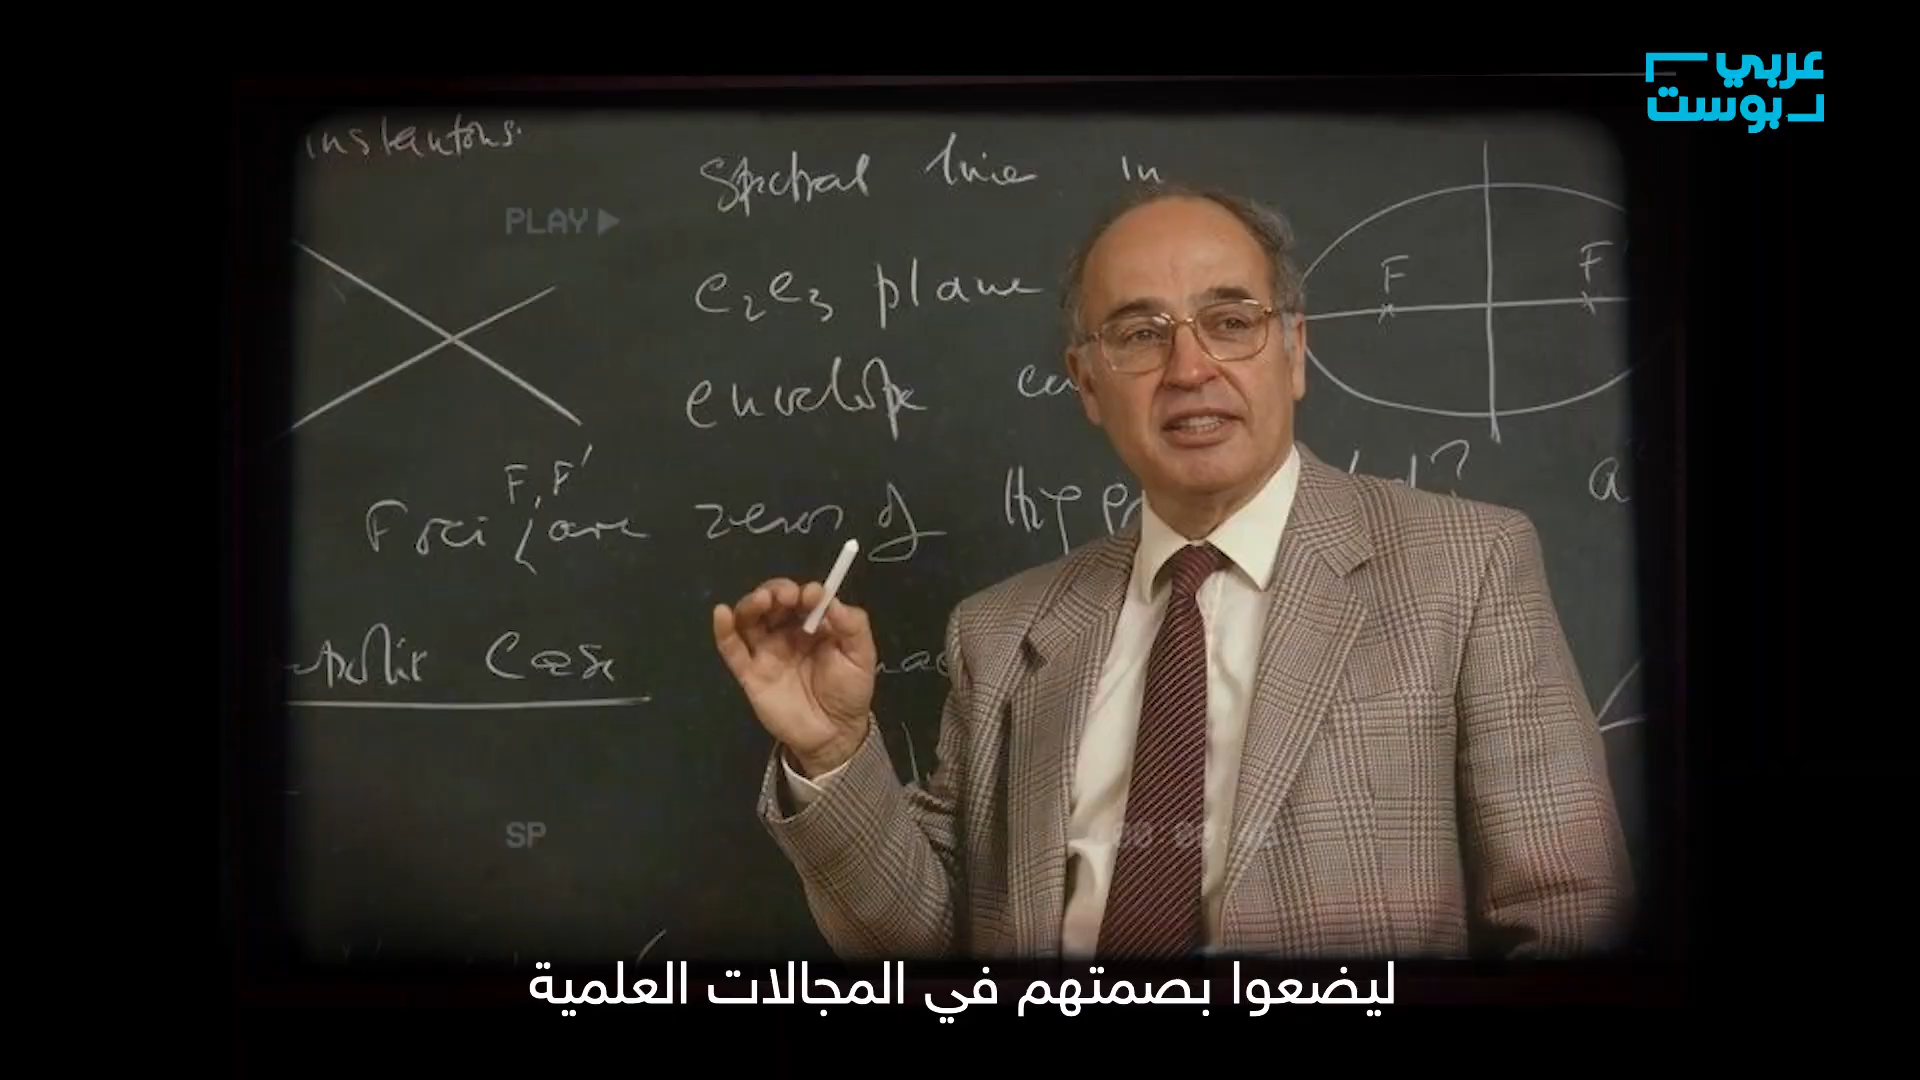 عربي
بوست
instantons.
Spectral line in
PLAY
e₂e₃ plane
F F'
envelope
F, F'
a
Foci are zeros of
Case
SP
ليضعوا بصمتهم في المجالات العلمية